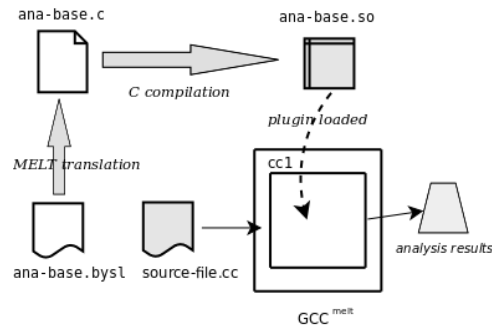 ana-base.c
ana-base.so
C compilation
plugin loaded
MELT translation
cc1
ana-base.bysl
source-file.cc
analysis results
GCC melt